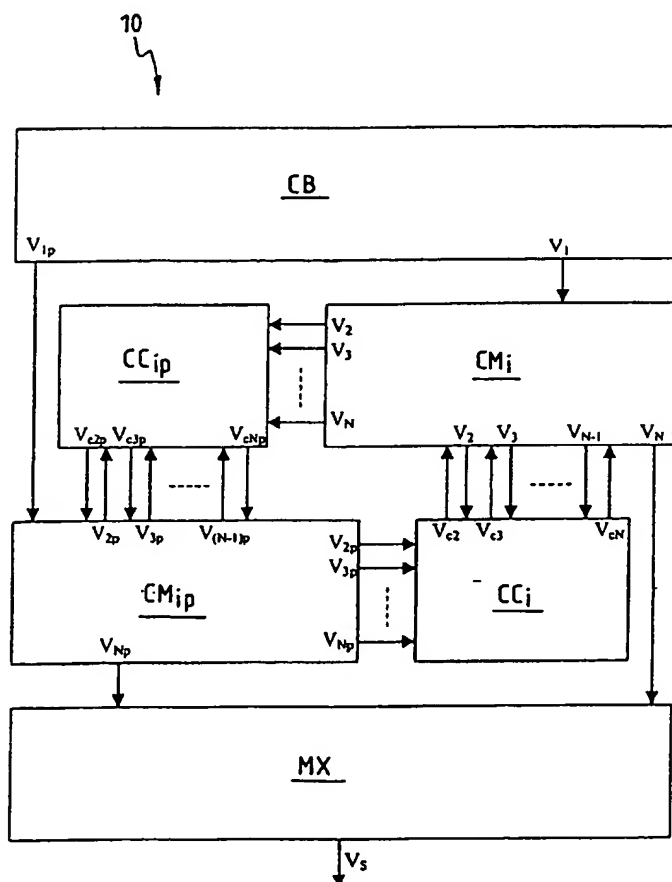 10
CB
V1p V1
CCip
V2
V3
VN
CMi
Vc2p Vc3p VcNp
V2 V3 VN-1 VN
V2p V3p V(N-1)p
Vc2 Vc3 VcN
CMip
V2p
V3p
VNp
CCi
VNp
MX
VS